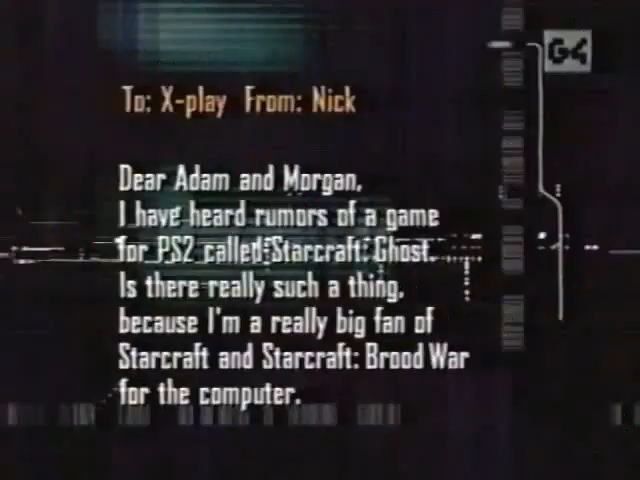 G4
To: X-play From: Nick
Dear Adam and Morgan,
I have heard rumors of a game
for PS2 called Starcraft: Ghost.
Is there really such a thing,
because I'm a really big fan of
Starcraft and Starcraft: Brood War
for the computer.